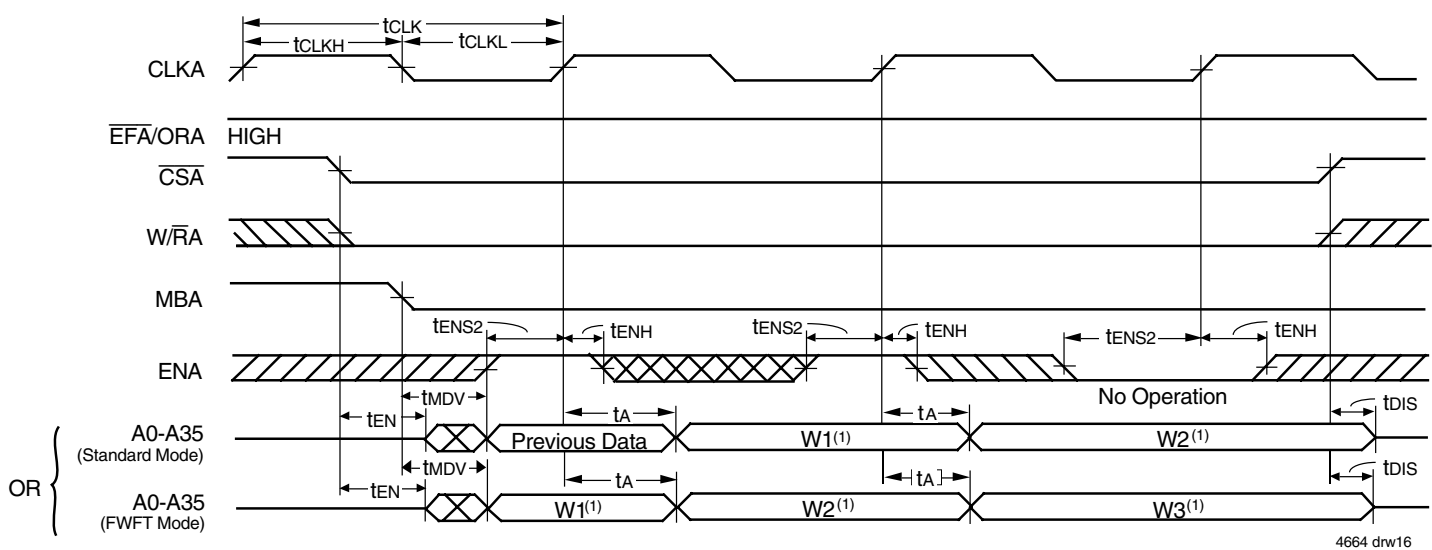 tCLK
tCLKH tCLKL
CLKA
EFA/ORA HIGH
CSA
W/RA
MBA
tENS2 tENH tENS2 tENH tENS2 tENH
ENA
No Operation
tMDV
tEN tA tA tDIS
A0-A35
(Standard Mode)
Previous Data W1(1) W2(1)
OR
tMDV
tEN tA tA tDIS
A0-A35
(FWFT Mode)
W1(1) W2(1) W3(1)
4664 drw16